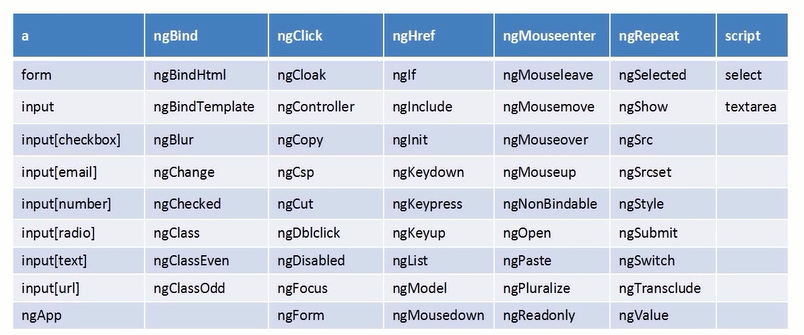 a ngBind ngClick ngHref ngMouseenter ngRepeat script
form ngBindHtml ngCloak ngIf ngMouseleave ngSelected select
input ngBindTemplate ngController ngInclude ngMousemove ngShow textarea
input[checkbox] ngBlur ngCopy ngInit ngMouseover ngSrc
input[email] ngChange ngCsp ngKeydown ngMouseup ngSrcset
input[number] ngChecked ngCut ngKeypress ngNonBindable ngStyle
input[radio] ngClass ngDblclick ngKeyup ngOpen ngSubmit
input[text] ngClassEven ngDisabled ngList ngPaste ngSwitch
input[url] ngClassOdd ngFocus ngModel ngPluralize ngTransclude
ngApp ngForm ngMousedown ngReadonly ngValue